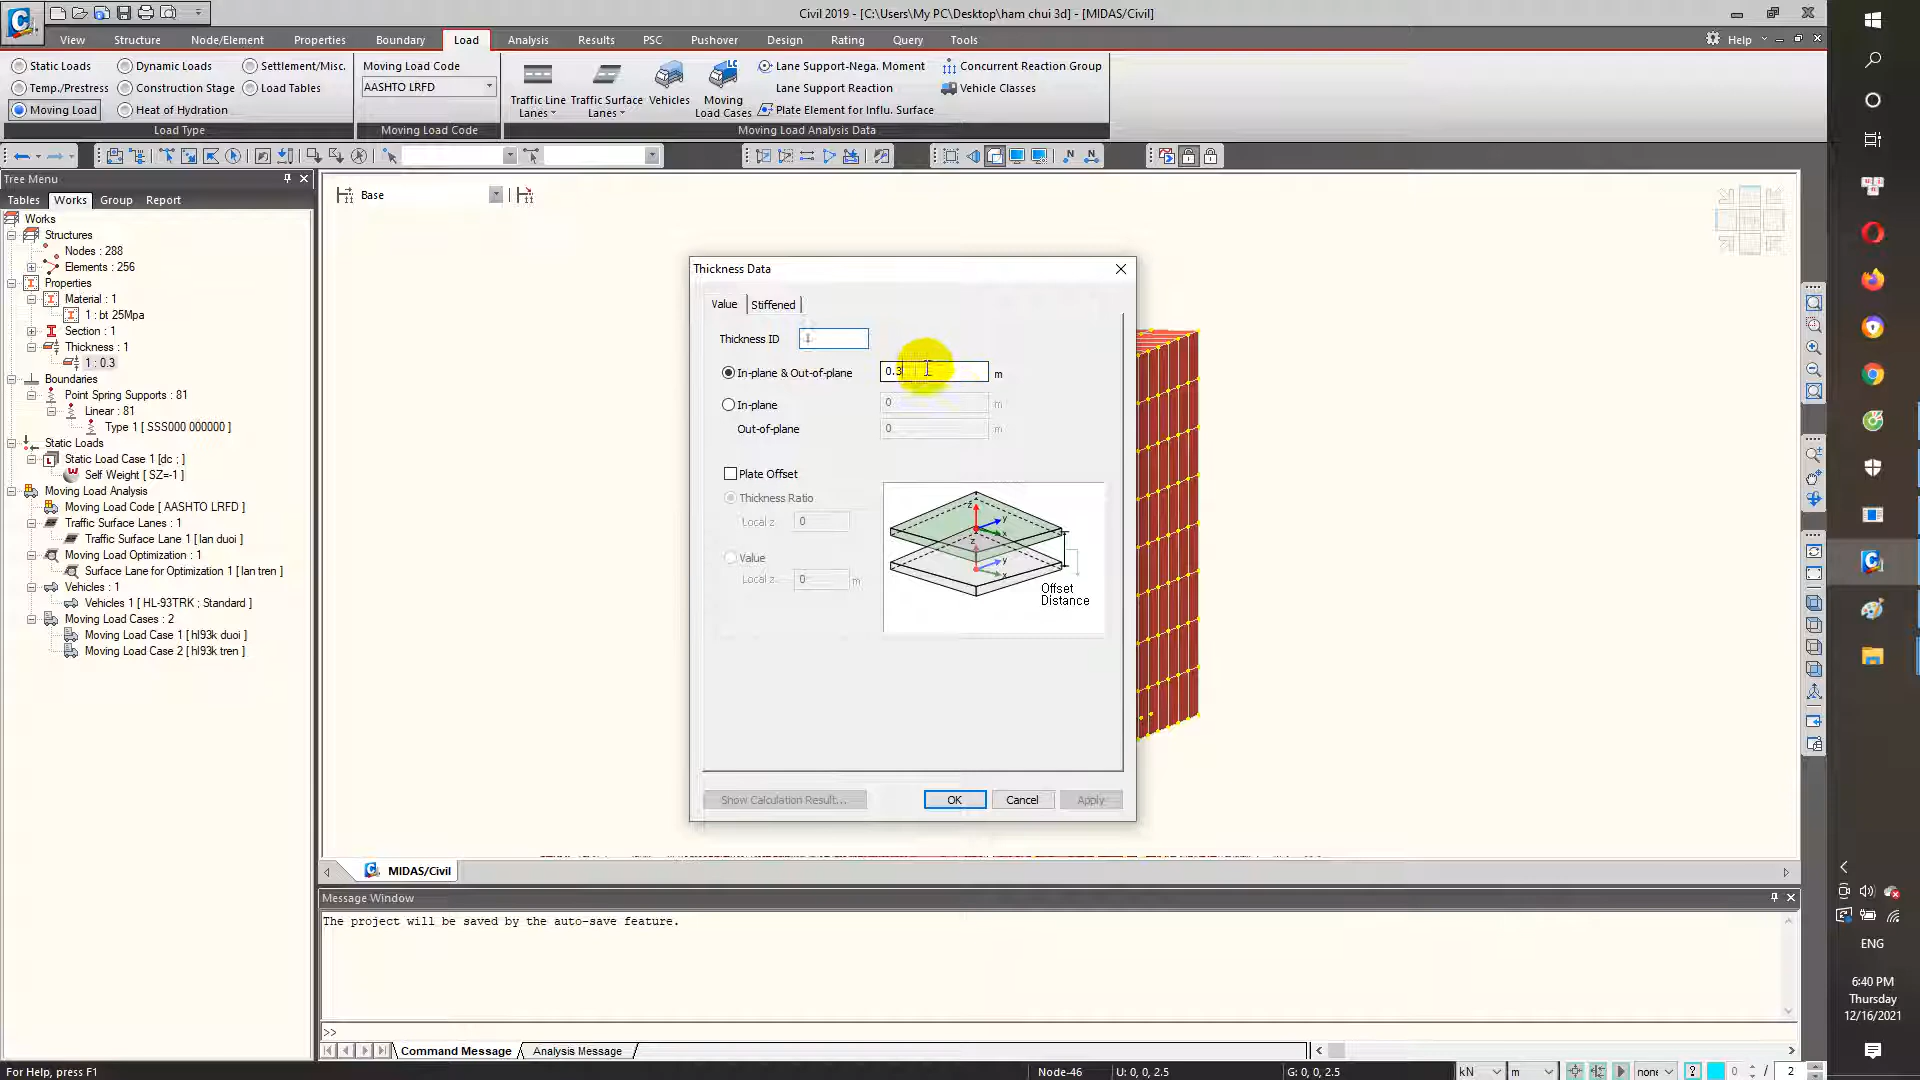 Civil 2019 - [C:\Users\My PC\Desktop\ham chui 3d] - [MIDAS/Civil]
View Structure Node/Element Properties Boundary Load Analysis Results PSC Pushover Design Rating Query Tools Help
Static Loads Dynamic Loads Settlement/Misc.
Temp./Prestress Construction Stage Load Tables
Moving Load Heat of Hydration
Load Type
Moving Load Code
AASHTO LRFD
Moving Load Code
Traffic Line Lanes
Traffic Surface Lanes
Vehicles
LC
Moving Load Cases
Lane Support-Nega. Moment
Lane Support Reaction
Plate Element for Influ. Surface
Concurrent Reaction Group
Vehicle Classes
Moving Load Analysis Data
Tree Menu
Tables Works Group Report
Works
Structures
Nodes : 288
Elements : 256
Properties
Material : 1
1 : bt 25Mpa
Section : 1
Thickness : 1
1 : 0.3
Boundaries
Point Spring Supports : 81
Linear : 81
Type 1 [ SSS000 000000 ]
Static Loads
Static Load Case 1 [dc ; ]
Self Weight [ SZ=-1 ]
Moving Load Analysis
Moving Load Code [ AASHTO LRFD ]
Traffic Surface Lanes : 1
Traffic Surface Lane 1 [ lan duoi ]
Moving Load Optimization : 1
Surface Lane for Optimization 1 [ lan tren ]
Vehicles : 1
Vehicles 1 [ HL-93TRK ; Standard ]
Moving Load Cases : 2
Moving Load Case 1 [ hl93k duoi ]
Moving Load Case 2 [ hl93k tren ]
Base
Thickness Data
Value Stiffened
Thickness ID
In-plane & Out-of-plane 0.3 m
In-plane 0 m
Out-of-plane 0 m
Plate Offset
Thickness Ratio
Local z 0
Value
Local z 0 m
z y x
z y x
Offset
Distance
Show Calculation Result... OK Cancel Apply
MIDAS/Civil
Message Window
The project will be saved by the auto-save feature.
>>
Command Message Analysis Message
For Help, press F1 Node-46 U: 0, 0, 2.5 G: 0, 0, 2.5 kN m none ? 0 / 2
ENG
6:40 PM
Thursday
12/16/2021